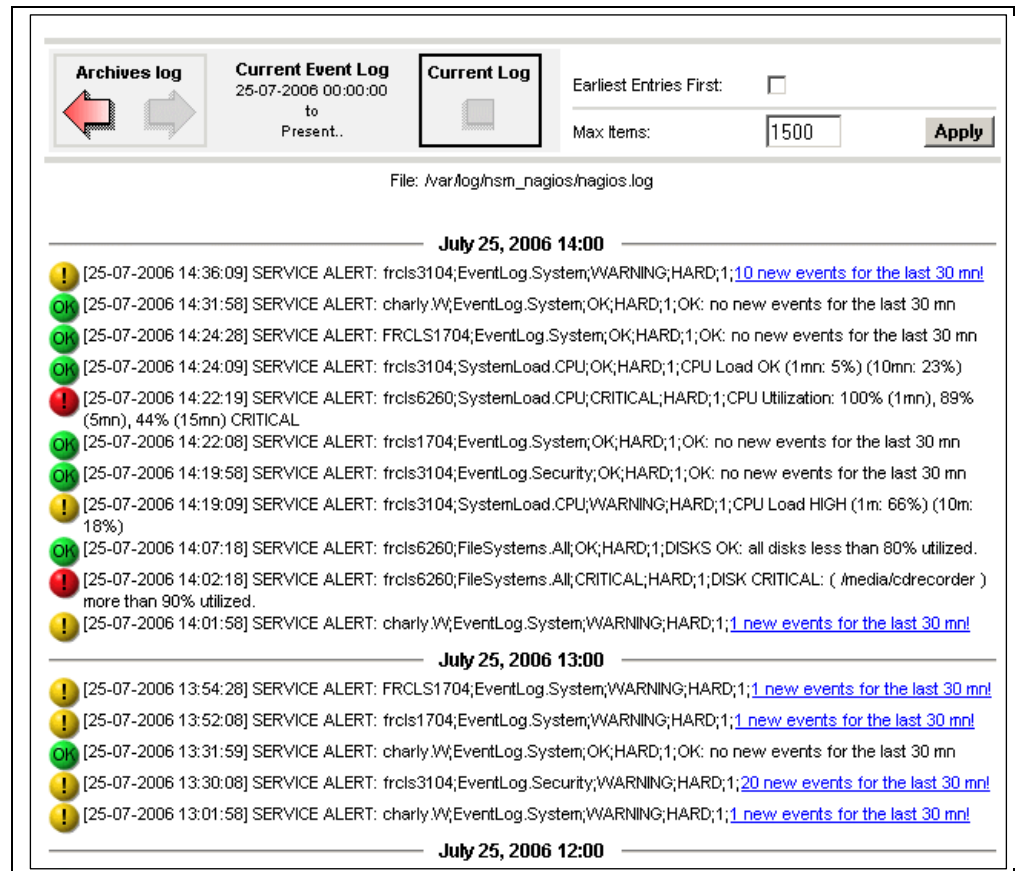 Archives log
Current Event Log
25-07-2006 00:00:00
to
Present..
Current Log
Earliest Entries First:
Max Items:
1500
Apply
File: /var/log/nsm_nagios/nagios.log
July 25, 2006 14:00
! [25-07-2006 14:36:09] SERVICE ALERT: frcls3104;EventLog.System;WARNING;HARD;1;10 new events for the last 30 mn!
OK [25-07-2006 14:31:58] SERVICE ALERT: charly.W;EventLog.System;OK;HARD;1;OK: no new events for the last 30 mn
OK [25-07-2006 14:24:28] SERVICE ALERT: FRCLS1704;EventLog.System;OK;HARD;1;OK: no new events for the last 30 mn
OK [25-07-2006 14:24:09] SERVICE ALERT: frcls3104;SystemLoad.CPU;OK;HARD;1;CPU Load OK (1mn: 5%) (10mn: 23%)
! [25-07-2006 14:22:19] SERVICE ALERT: frcls6260;SystemLoad.CPU;CRITICAL;HARD;1;CPU Utilization: 100% (1mn), 89%
(5mn), 44% (15mn) CRITICAL
OK [25-07-2006 14:22:08] SERVICE ALERT: frcls1704;EventLog.System;OK;HARD;1;OK: no new events for the last 30 mn
OK [25-07-2006 14:19:58] SERVICE ALERT: frcls3104;EventLog.Security;OK;HARD;1;OK: no new events for the last 30 mn
! [25-07-2006 14:19:09] SERVICE ALERT: frcls3104;SystemLoad.CPU;WARNING;HARD;1;CPU Load HIGH (1m: 66%) (10m:
18%)
OK [25-07-2006 14:07:18] SERVICE ALERT: frcls6260;FileSystems.All;OK;HARD;1;DISKS OK: all disks less than 80% utilized.
! [25-07-2006 14:02:18] SERVICE ALERT: frcls6260;FileSystems.All;CRITICAL;HARD;1;DISK CRITICAL: ( /media/cdrecorder )
more than 90% utilized.
! [25-07-2006 14:01:58] SERVICE ALERT: charly.W;EventLog.System;WARNING;HARD;1;1 new events for the last 30 mn!
July 25, 2006 13:00
! [25-07-2006 13:54:28] SERVICE ALERT: FRCLS1704;EventLog.System;WARNING;HARD;1;1 new events for the last 30 mn!
! [25-07-2006 13:52:08] SERVICE ALERT: frcls1704;EventLog.System;WARNING;HARD;1;1 new events for the last 30 mn!
OK [25-07-2006 13:31:59] SERVICE ALERT: charly.W;EventLog.System;OK;HARD;1;OK: no new events for the last 30 mn
! [25-07-2006 13:30:08] SERVICE ALERT: frcls3104;EventLog.Security;WARNING;HARD;1;20 new events for the last 30 mn!
! [25-07-2006 13:01:58] SERVICE ALERT: charly.W;EventLog.System;WARNING;HARD;1;1 new events for the last 30 mn!
July 25, 2006 12:00